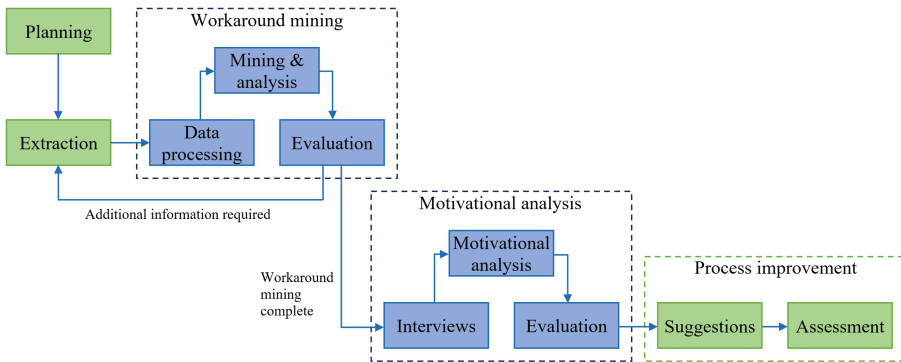 Planning
Workaround mining
Mining &
analysis
Extraction
Data
processing
Evaluation
Additional information required
Workaround
mining
complete
Motivational analysis
Motivational
analysis
Interviews
Evaluation
Process improvement
Suggestions
Assessment